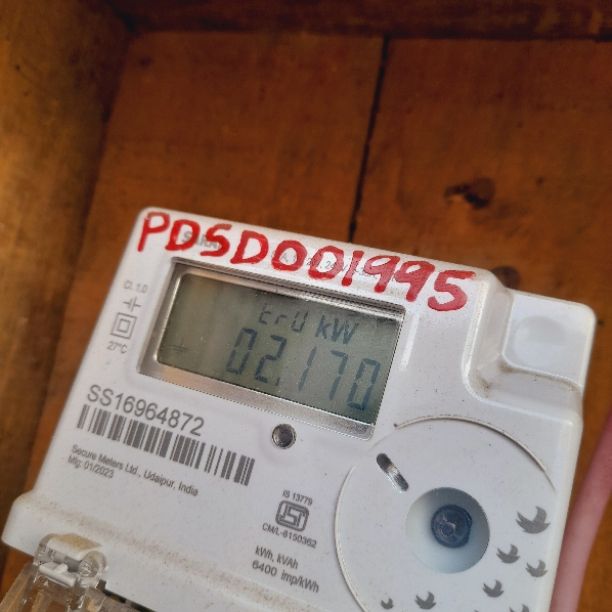 PDSD001995
Cl. 1.0
27°C
Er0 kW
02.170
SS16964872
Secure Meters Ltd., Udaipur, India
Mfg: 01/2023
IS 13779
CM/L-8150362
kWh, kVAh
6400 imp/kWh